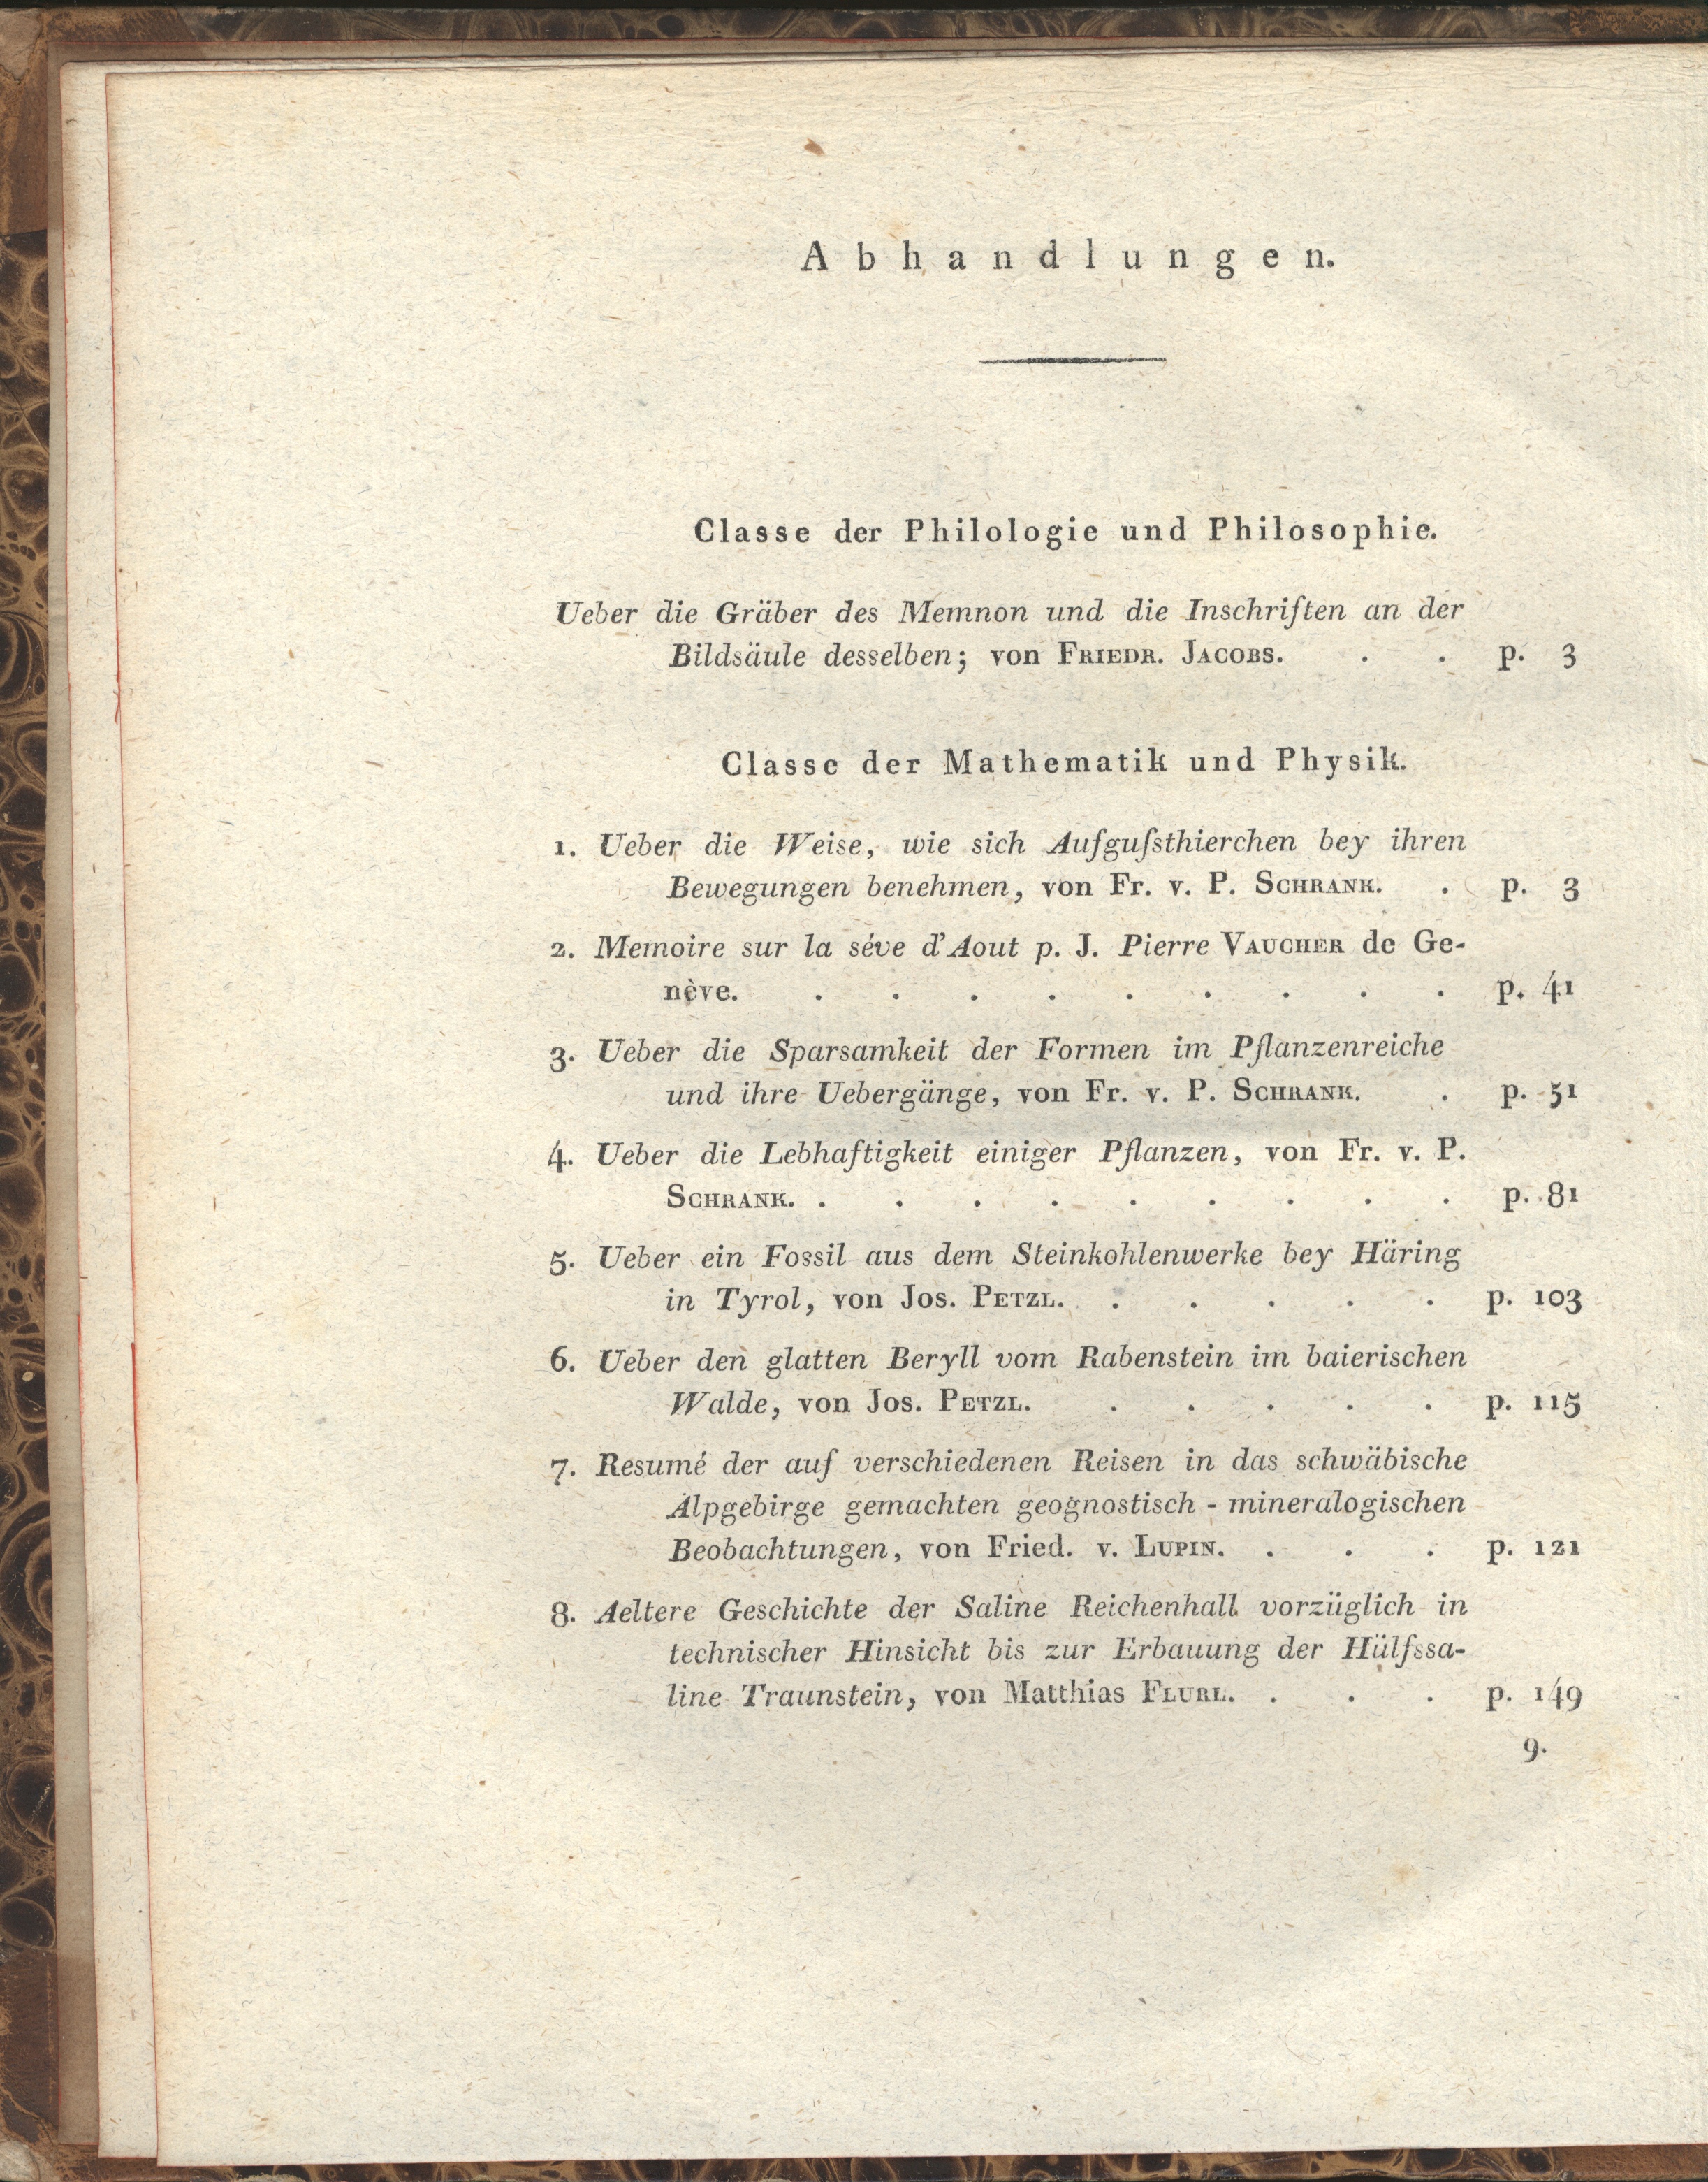 Abhandlungen.
Classe der Philologie und Philosophie.
Ueber die Gräber des Memnon und die Inschriften an der
Bildsäule desselben; von Friedr. Jacobs. . . p. 3
Classe der Mathematik und Physik.
1. Ueber die Weise, wie sich Aufguſsthierchen bey ihren
Bewegungen benehmen, von Fr. v. P. Schrank. . p. 3
2. Memoire sur la séve d'Aout p. J. Pierre Vaucher de Ge-
nève. . . . . . . . . . p. 41
3. Ueber die Sparsamkeit der Formen im Pflanzenreiche
und ihre Uebergänge, von Fr. v. P. Schrank. . p. 51
4. Ueber die Lebhaftigkeit einiger Pflanzen, von Fr. v. P.
Schrank. . . . . . . . . . p. 81
5. Ueber ein Fossil aus dem Steinkohlenwerke bey Häring
in Tyrol, von Jos. Petzl. . . . . . p. 103
6. Ueber den glatten Beryll vom Rabenstein im baierischen
Walde, von Jos. Petzl. . . . . . p. 115
7. Resumé der auf verschiedenen Reisen in das schwäbische
Alpgebirge gemachten geognostisch - mineralogischen
Beobachtungen, von Fried. v. Lupin. . . . p. 121
8. Aeltere Geschichte der Saline Reichenhall vorzüglich in
technischer Hinsicht bis zur Erbauung der Hülfssa-
line Traunstein, von Matthias Flurl. . . . p. 149
9.